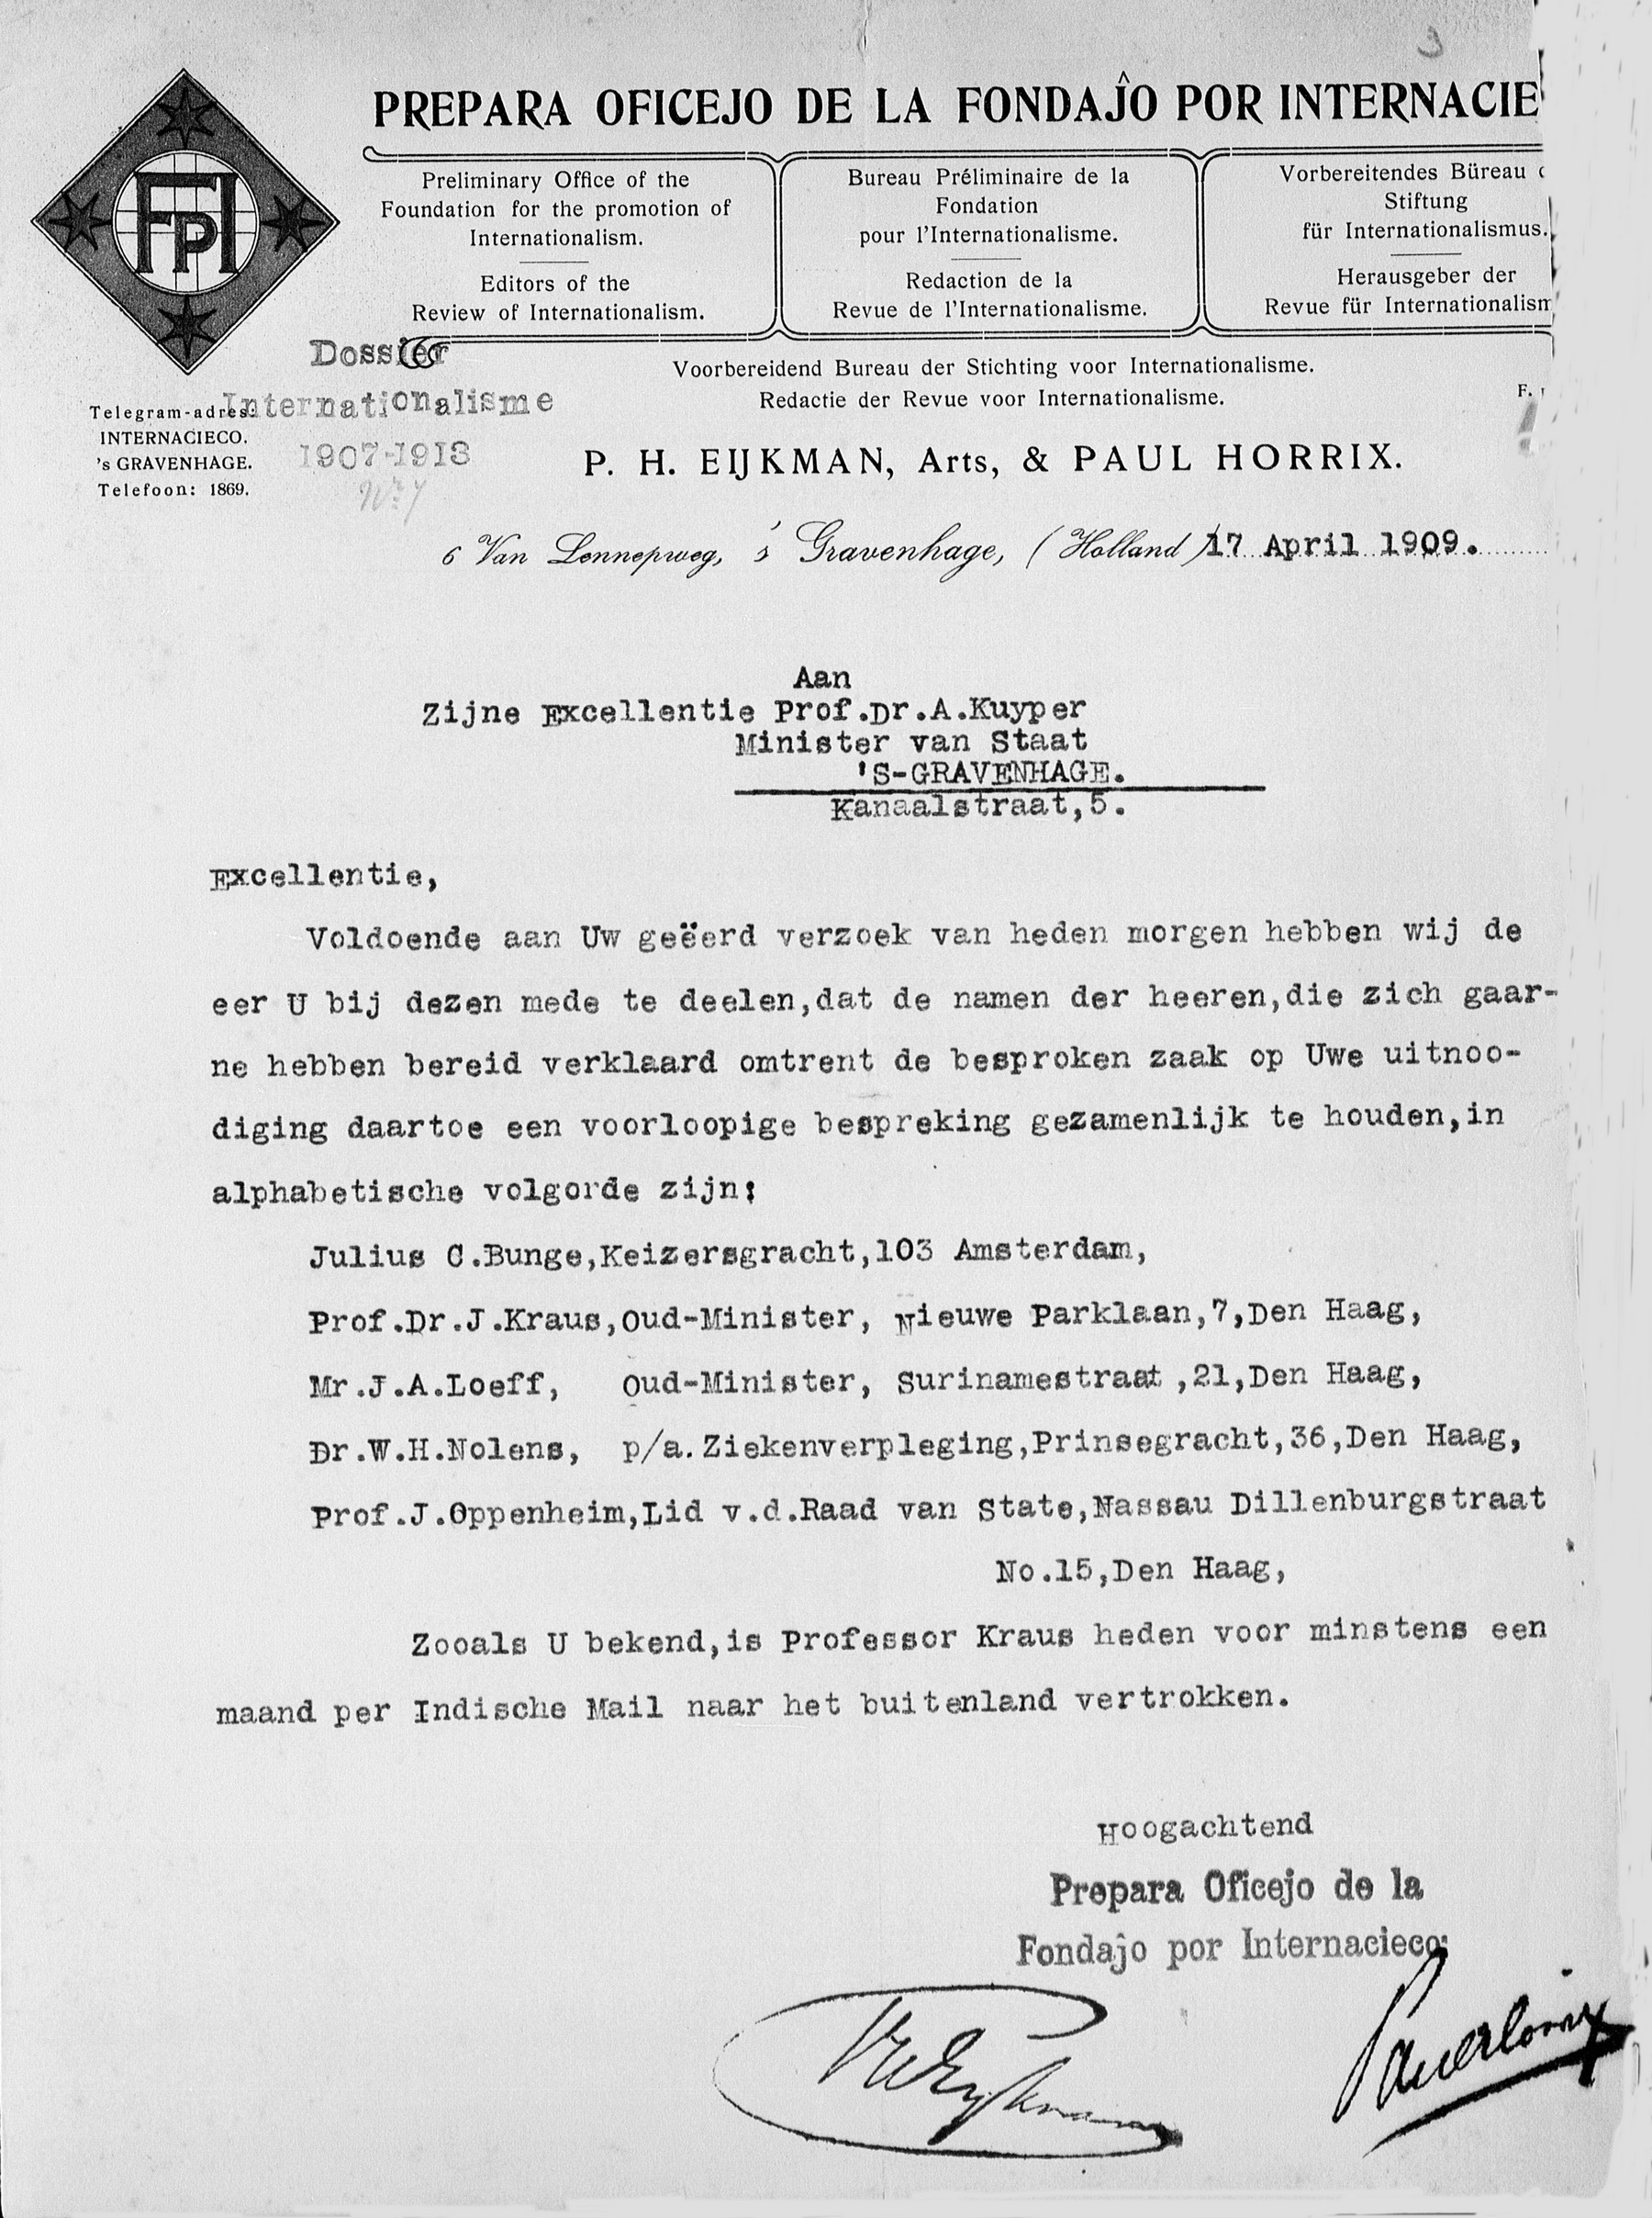 PREPARA OFICEJO DE LA FONDAĴO POR INTERNACIE
FPI
Preliminary Office of the
Foundation for the promotion of
Internationalism.
Editors of the
Review of Internationalism.
Bureau Préliminaire de la
Fondation
pour l'Internationalisme.
Redaction de la
Revue de l'Internationalisme.
Vorbereitendes Büreau
Stiftung
für Internationalismus.
Herausgeber der
Revue für Internationalism
Dossier
Internationalisme
1907-1913
Nº 7
Voorbereidend Bureau der Stichting voor Internationalisme.
Redactie der Revue voor Internationalisme.
F.
Telegram-adres:
INTERNACIECO.
's GRAVENHAGE.
Telefoon: 1869.
P. H. EIJKMAN, Arts, & PAUL HORRIX.
6 Van Lennepweg, 's Gravenhage, (Holland) 17 April 1909.
Aan
Zijne Excellentie Prof.Dr.A.Kuyper
Minister van Staat
'S-GRAVENHAGE.
Kanaalstraat,5.
Excellentie,
Voldoende aan Uw geëerd verzoek van heden morgen hebben wij de
eer U bij dezen mede te deelen,dat de namen der heeren,die zich gaar-
ne hebben bereid verklaard omtrent de besproken zaak op Uwe uitnoo-
diging daartoe een voorloopige bespreking gezamenlijk te houden,in
alphabetische volgorde zijn:
Julius C.Bunge,Keizersgracht,103 Amsterdam,
Prof.Dr.J.Kraus,Oud-Minister, Nieuwe Parklaan,7,Den Haag,
Mr.J.A.Loeff, Oud-Minister, Surinamestraat ,21,Den Haag,
Dr.W.H.Nolens, p/a.Ziekenverpleging,Prinsegracht,36,Den Haag,
Prof.J.Oppenheim,Lid v.d.Raad van State,Nassau Dillenburgstraat
No.15,Den Haag,
Zooals U bekend,is Professor Kraus heden voor minstens een
maand per Indische Mail naar het buitenland vertrokken.
Hoogachtend
Prepara Oficejo de la
Fondaĵo por Internacieco:
PHEijkman
Paul Horrix